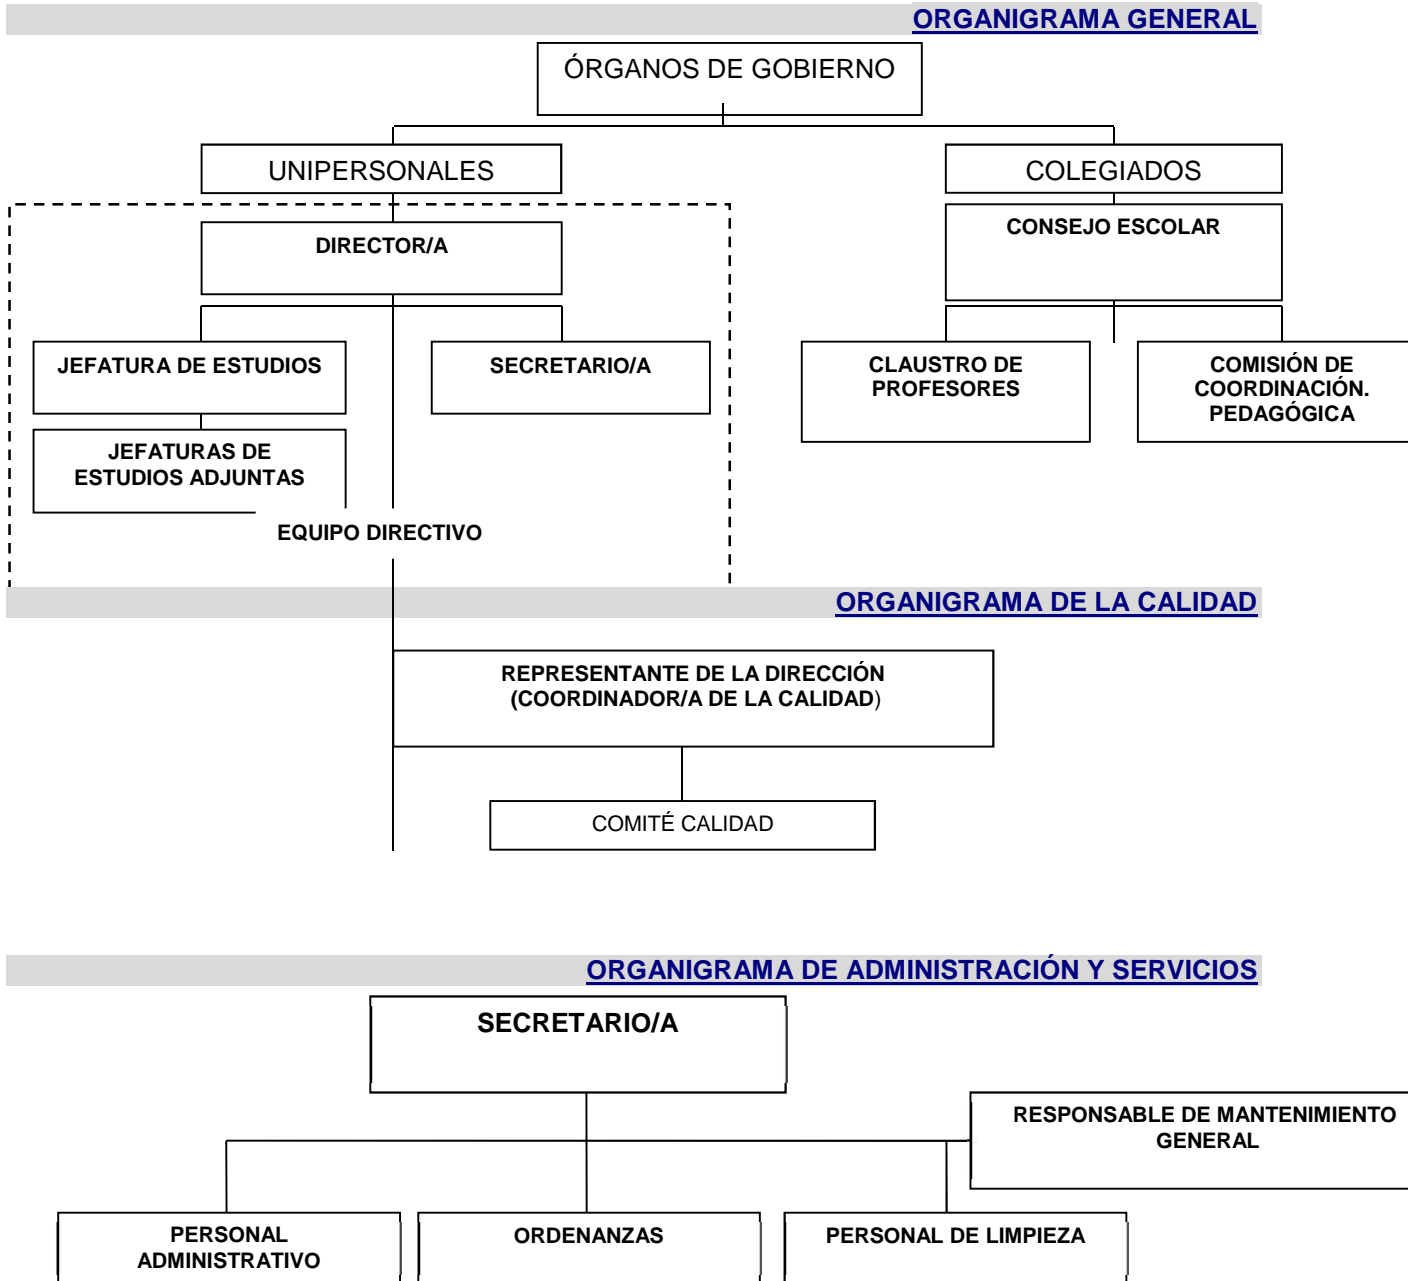 ORGANIGRAMA GENERAL
ÓRGANOS DE GOBIERNO
UNIPERSONALES
COLEGIADOS
DIRECTOR/A
CONSEJO ESCOLAR
JEFATURA DE ESTUDIOS
SECRETARIO/A
CLAUSTRO DE
PROFESORES
COMISIÓN DE
COORDINACIÓN.
PEDAGÓGICA
JEFATURAS DE
ESTUDIOS ADJUNTAS
EQUIPO DIRECTIVO
ORGANIGRAMA DE LA CALIDAD
REPRESENTANTE DE LA DIRECCIÓN
(COORDINADOR/A DE LA CALIDAD)
COMITÉ CALIDAD
ORGANIGRAMA DE ADMINISTRACIÓN Y SERVICIOS
SECRETARIO/A
RESPONSABLE DE MANTENIMIENTO
GENERAL
PERSONAL
ADMINISTRATIVO
ORDENANZAS
PERSONAL DE LIMPIEZA